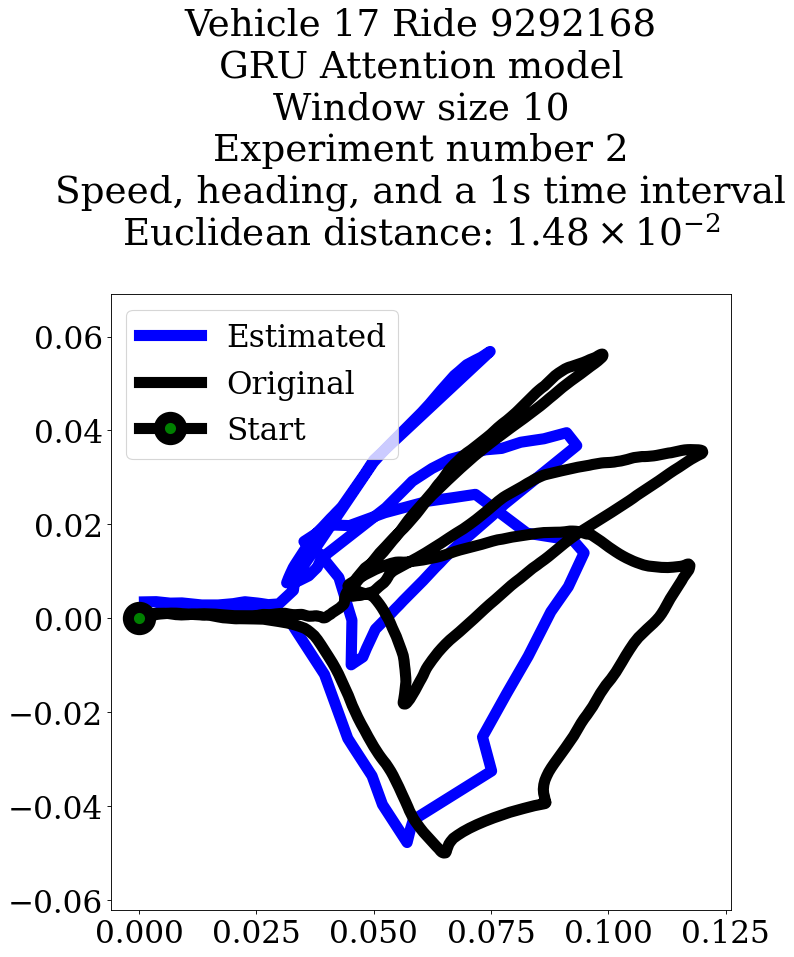 Vehicle 17 Ride 9292168
GRU Attention model
Window size 10
Experiment number 2
Speed, heading, and a 1s time interval
Euclidean distance: 1.48 × 10⁻²
Estimated
Original
Start
0.06
0.04
0.02
0.00
−0.02
−0.04
−0.06
0.000 0.025 0.050 0.075 0.100 0.125